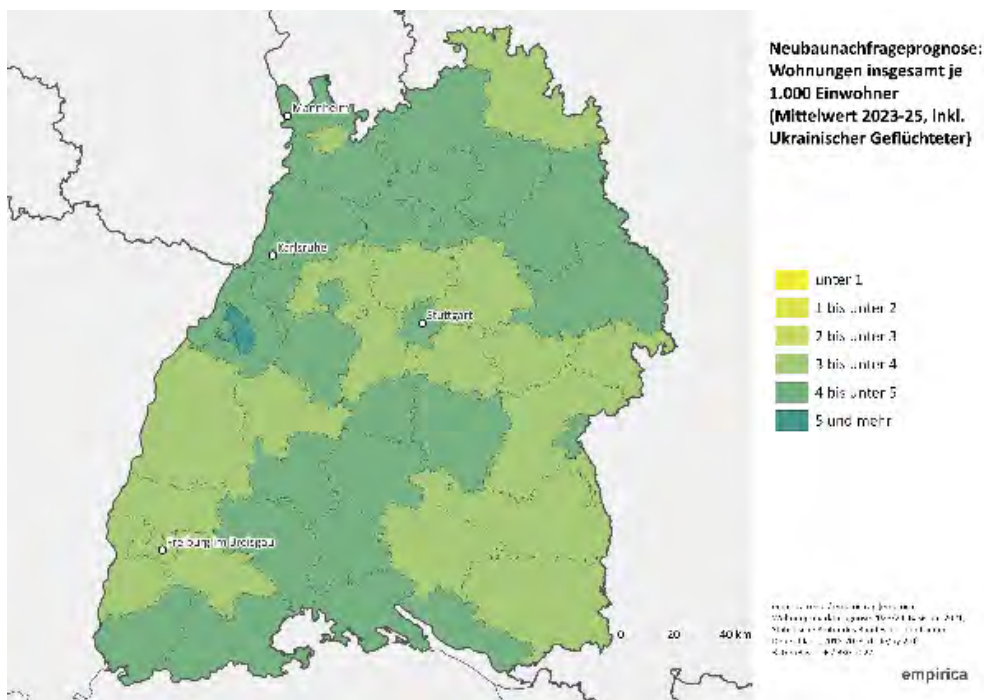 Neubaunachfrageprognose:
Wohnungen insgesamt je
1.000 Einwohner
(Mittelwert 2023-25, inkl.
Ukrainischer Geflüchteter)
Mannheim
Karlsruhe
Stuttgart
Freiburg im Breisgau
unter 1
1 bis unter 2
2 bis unter 3
3 bis unter 4
4 bis unter 5
5 und mehr
0 20 40 km
empirica